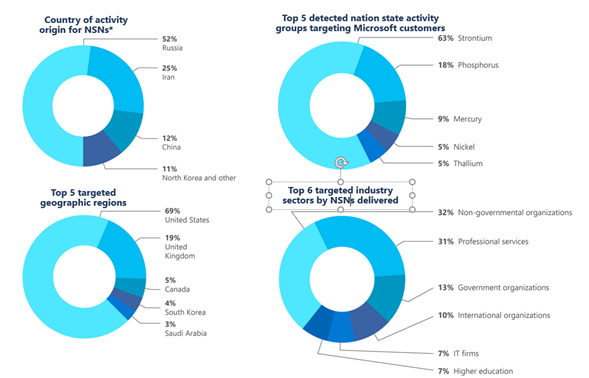 Country of activity
origin for NSNs*
52%
Russia
25%
Iran
12%
China
11%
North Korea and other
Top 5 detected nation state activity
groups targeting Microsoft customers
63% Strontium
18% Phosphorus
9% Mercury
5% Nickel
5% Thallium
Top 5 targeted
geographic regions
69%
United States
19%
United
Kingdom
5%
Canada
4%
South Korea
3%
Saudi Arabia
Top 6 targeted industry
sectors by NSNs delivered
32% Non-governmental organizations
31% Professional services
13% Government organizations
10% International organizations
7% IT firms
7% Higher education